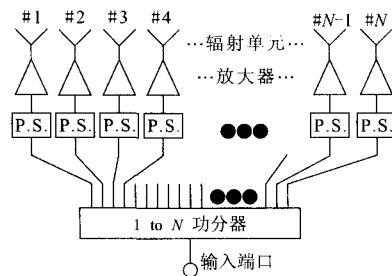 #1 #2 #3 #4 …辐射单元 #N-1 #N
…放大器…
P.S. P.S. P.S. P.S. P.S. P.S.
1 to N 功分器
输入端口